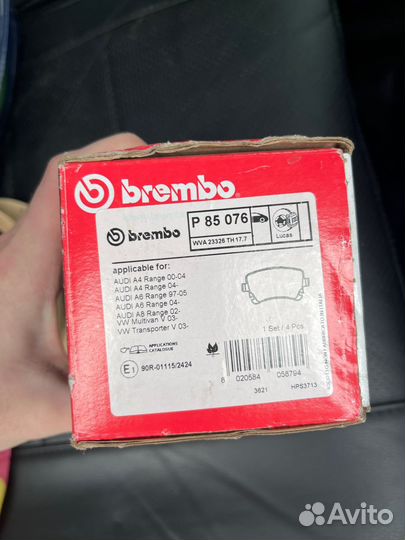 brembo
P 85 076
brembo
WVA 23326 TH 17,7
Lucas
applicable for:
AUDI A4 Range 00-04
AUDI A4 Range 04-
AUDI A6 Range 97-05
AUDI A6 Range 04-
AUDI A8 Range 02-
VW Multivan V 03-
VW Transporter V 03-
1 Set / 4 Pcs.
APPLICATIONS
CATALOGUE
E1 90R-01115/2424
8 020584 058794
3621 HPS3713
Avito